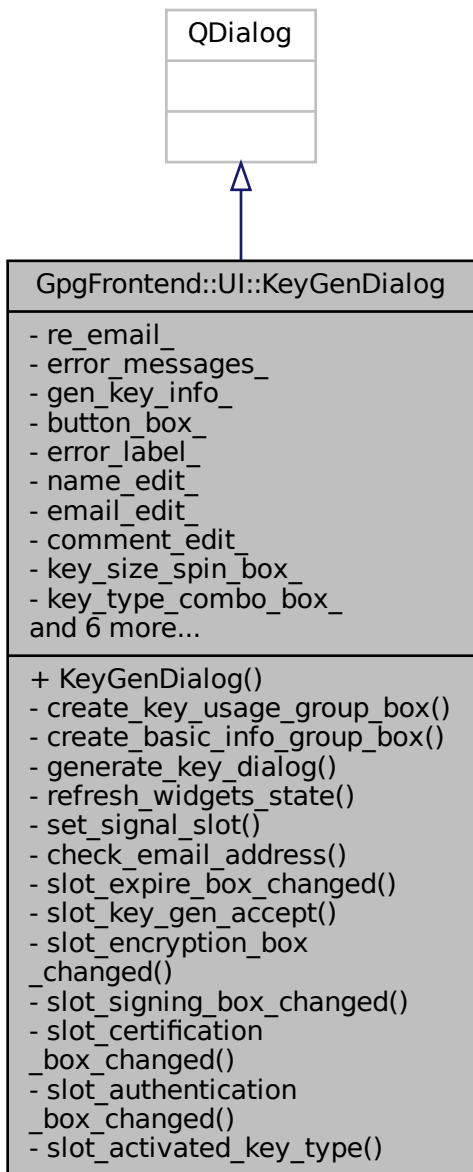 QDialog
GpgFrontend::UI::KeyGenDialog
- re_email_
- error_messages_
- gen_key_info_
- button_box_
- error_label_
- name_edit_
- email_edit_
- comment_edit_
- key_size_spin_box_
- key_type_combo_box_
and 6 more...
+ KeyGenDialog()
- create_key_usage_group_box()
- create_basic_info_group_box()
- generate_key_dialog()
- refresh_widgets_state()
- set_signal_slot()
- check_email_address()
- slot_expire_box_changed()
- slot_key_gen_accept()
- slot_encryption_box
_changed()
- slot_signing_box_changed()
- slot_certification
_box_changed()
- slot_authentication
_box_changed()
- slot_activated_key_type()